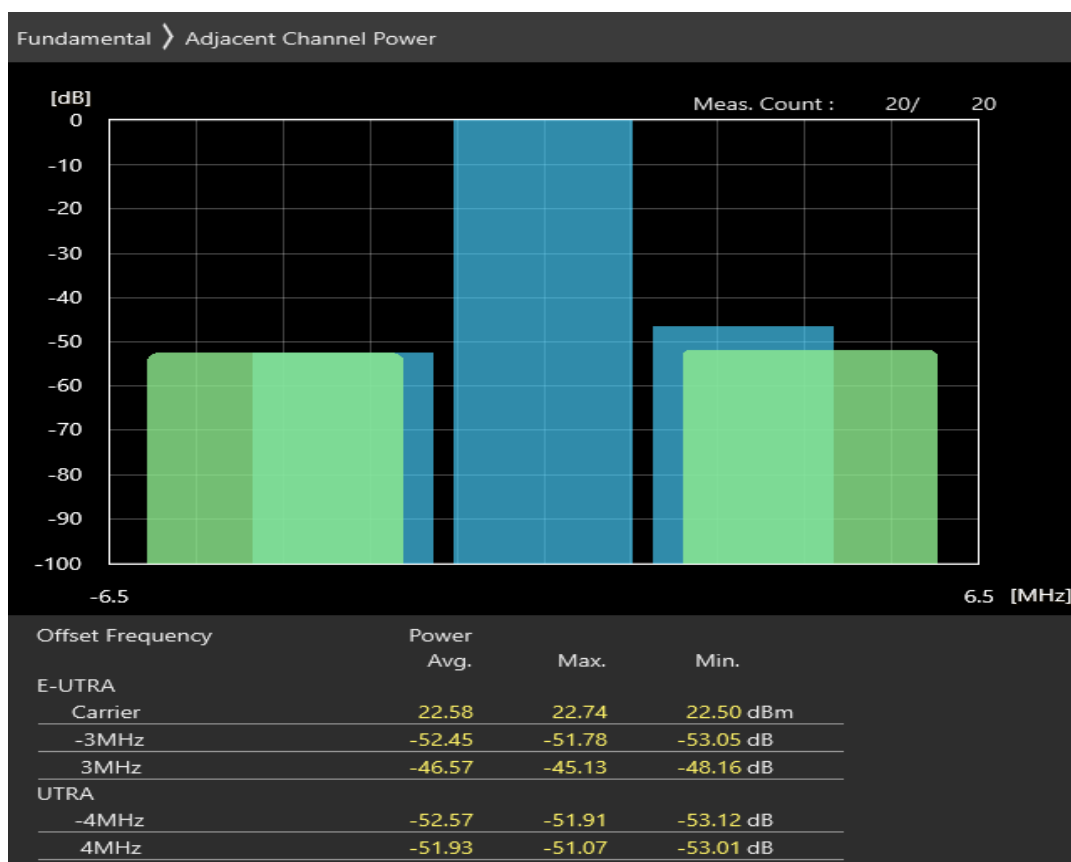 Fundamental ❯ Adjacent Channel Power
[dB]
Meas. Count : 20/ 20
0
-10
-20
-30
-40
-50
-60
-70
-80
-90
-100
-6.5 6.5 [MHz]
Offset Frequency Power
Avg. Max. Min.
E-UTRA
Carrier 22.58 22.74 22.50 dBm
-3MHz -52.45 -51.78 -53.05 dB
3MHz -46.57 -45.13 -48.16 dB
UTRA
-4MHz -52.57 -51.91 -53.12 dB
4MHz -51.93 -51.07 -53.01 dB